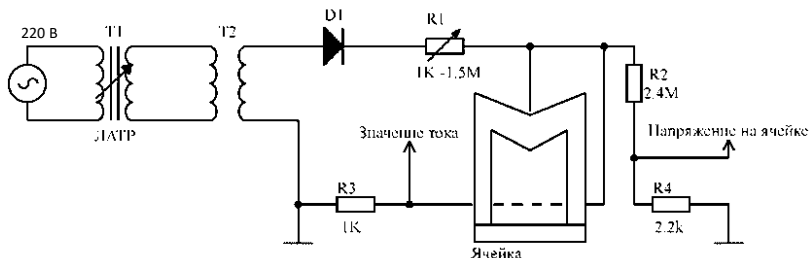 220 В
T1
T2
D1
R1
1K -1.5M
R2
2.4M
ЛАТР
Значение тока
Напряжение на ячейке
R3
1K
R4
2.2k
Ячейка